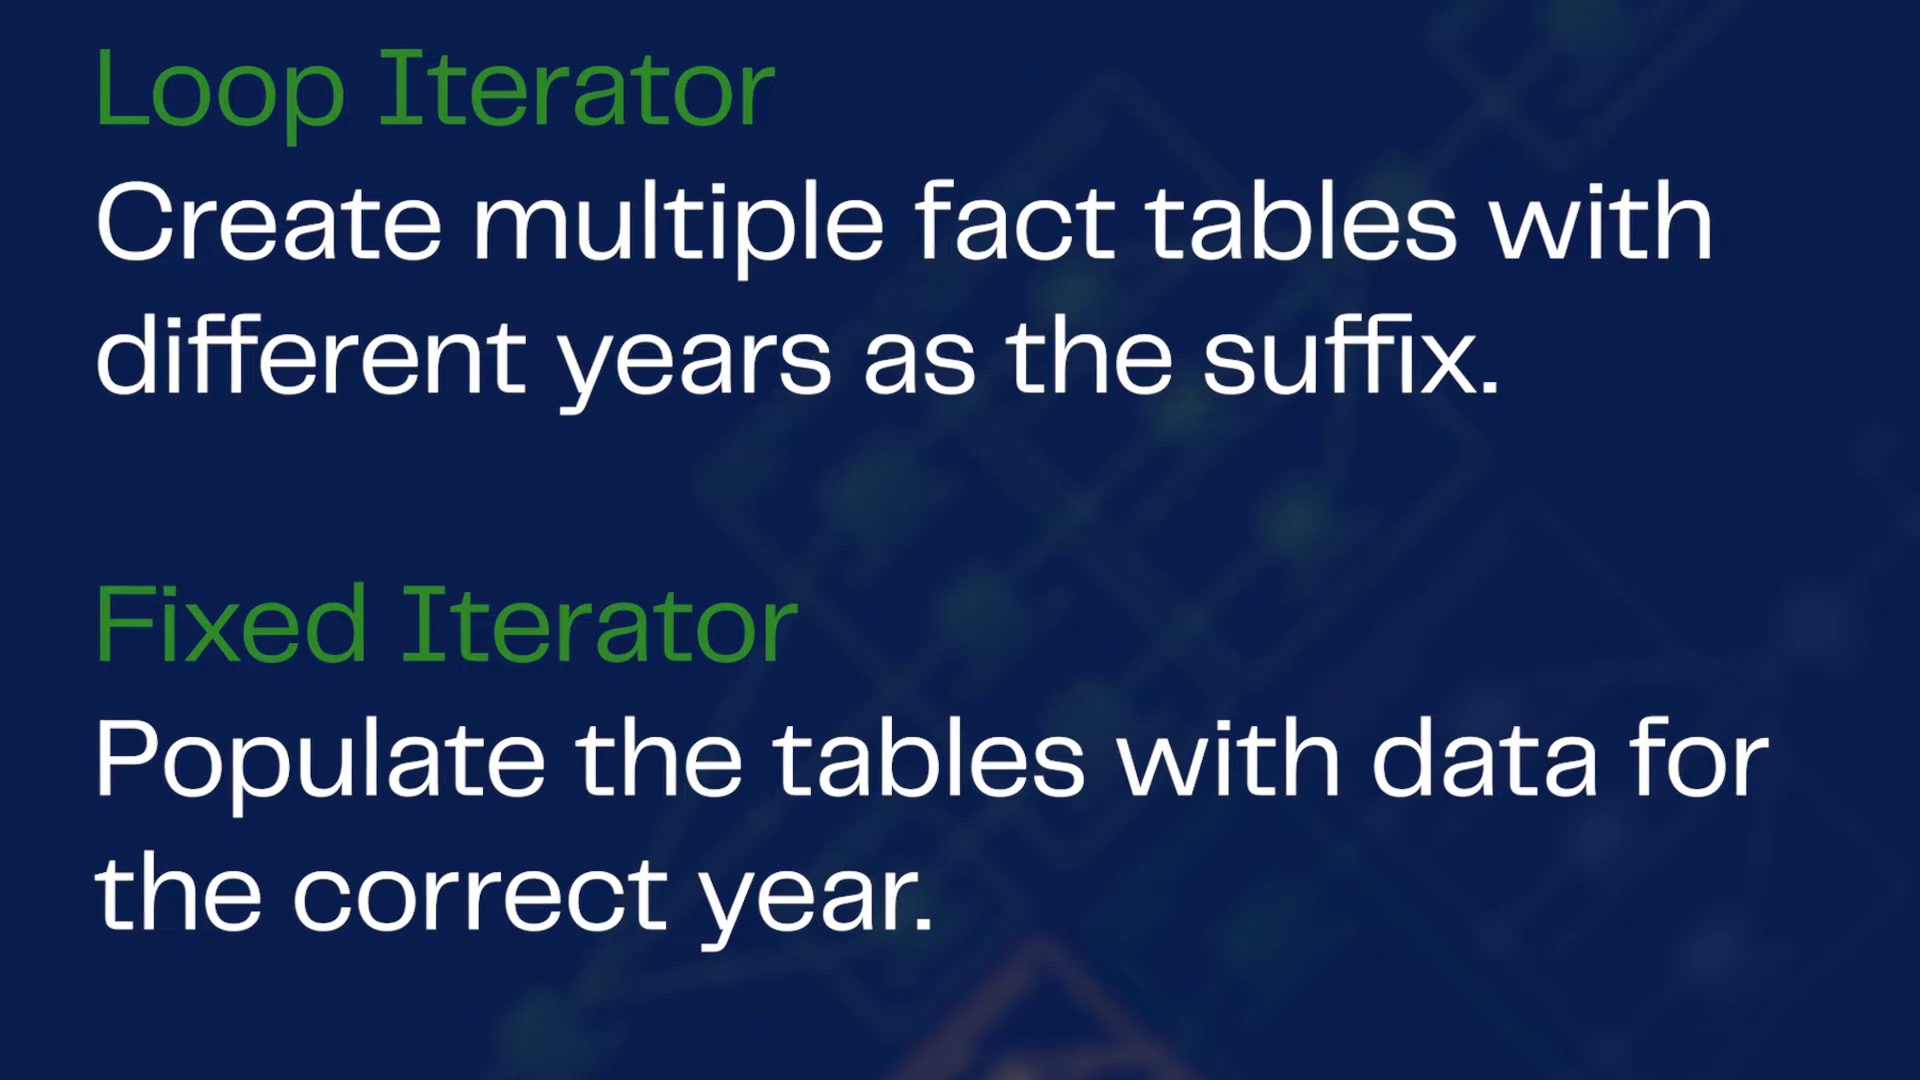 Loop Iterator
Create multiple fact tables with
different years as the suffix.
Fixed Iterator
Populate the tables with data for
the correct year.